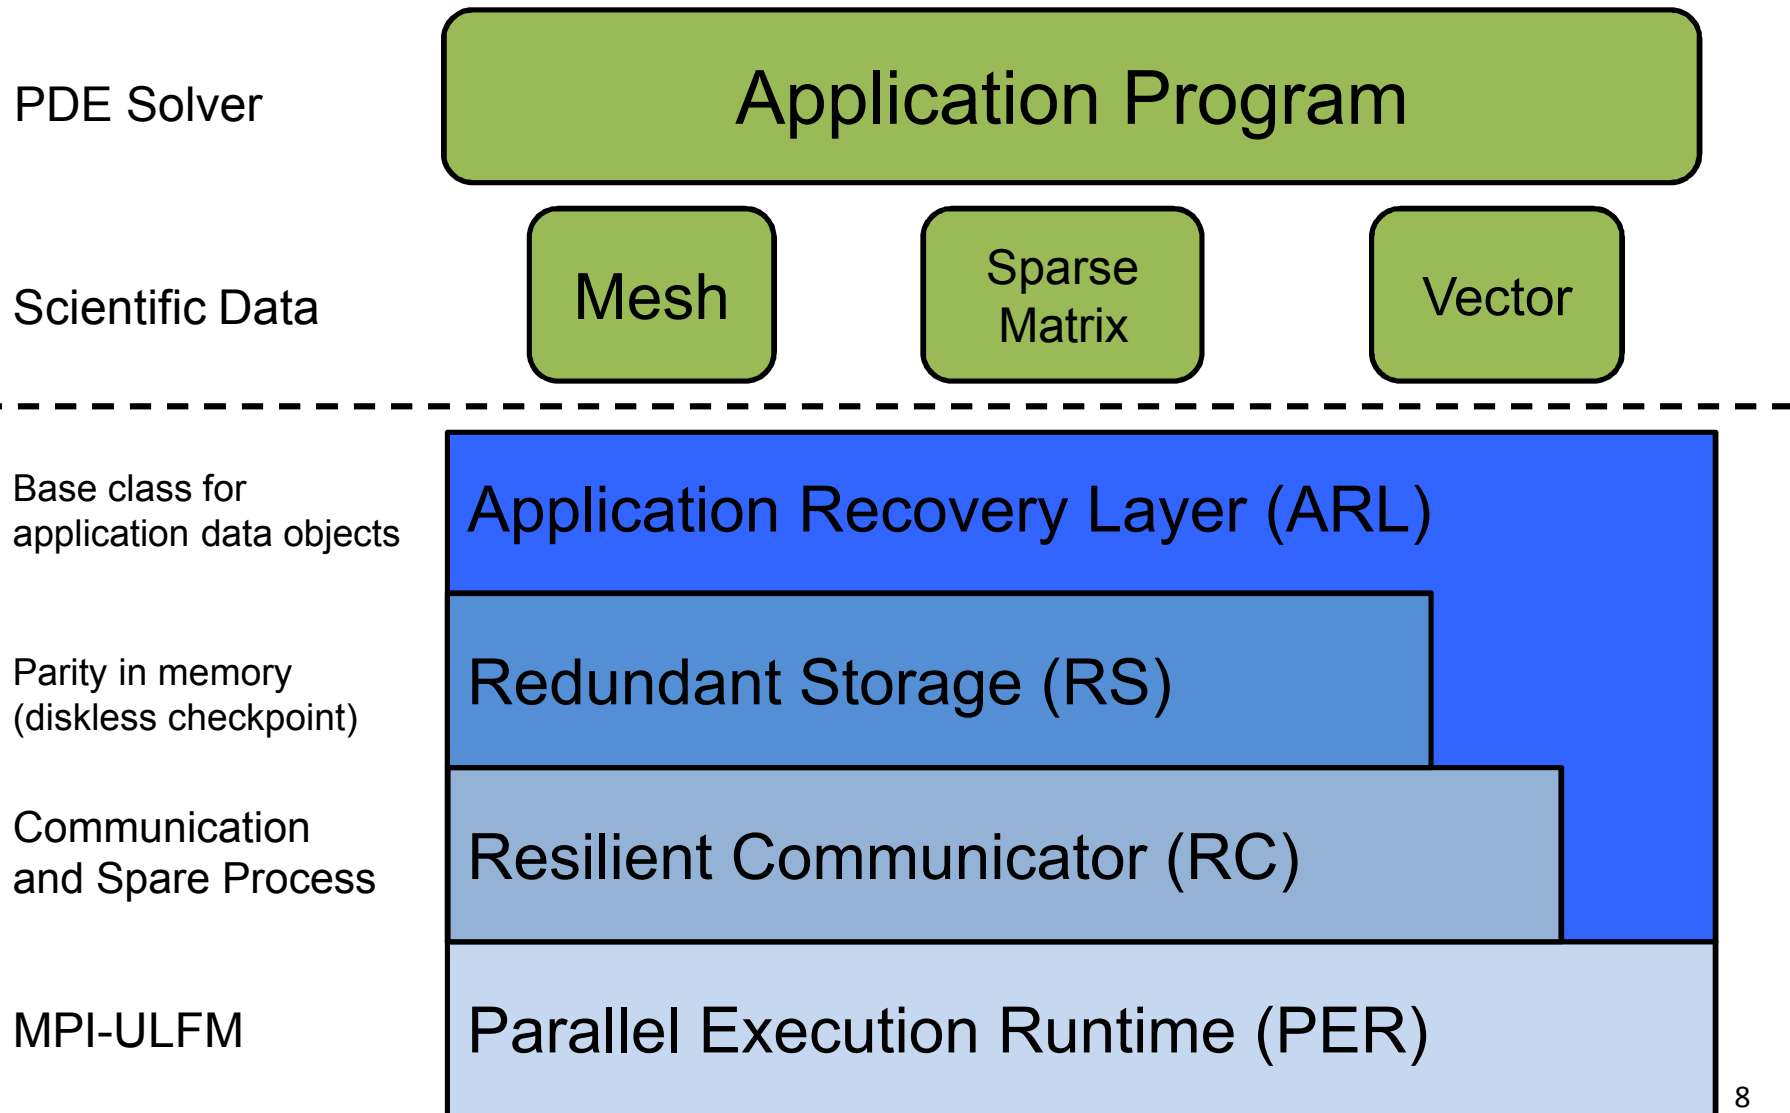 PDE Solver
Application Program
Scientific Data
Mesh
Sparse
Matrix
Vector
Base class for
application data objects
Application Recovery Layer (ARL)
Parity in memory
(diskless checkpoint)
Redundant Storage (RS)
Communication
and Spare Process
Resilient Communicator (RC)
MPI-ULFM
Parallel Execution Runtime (PER)
8